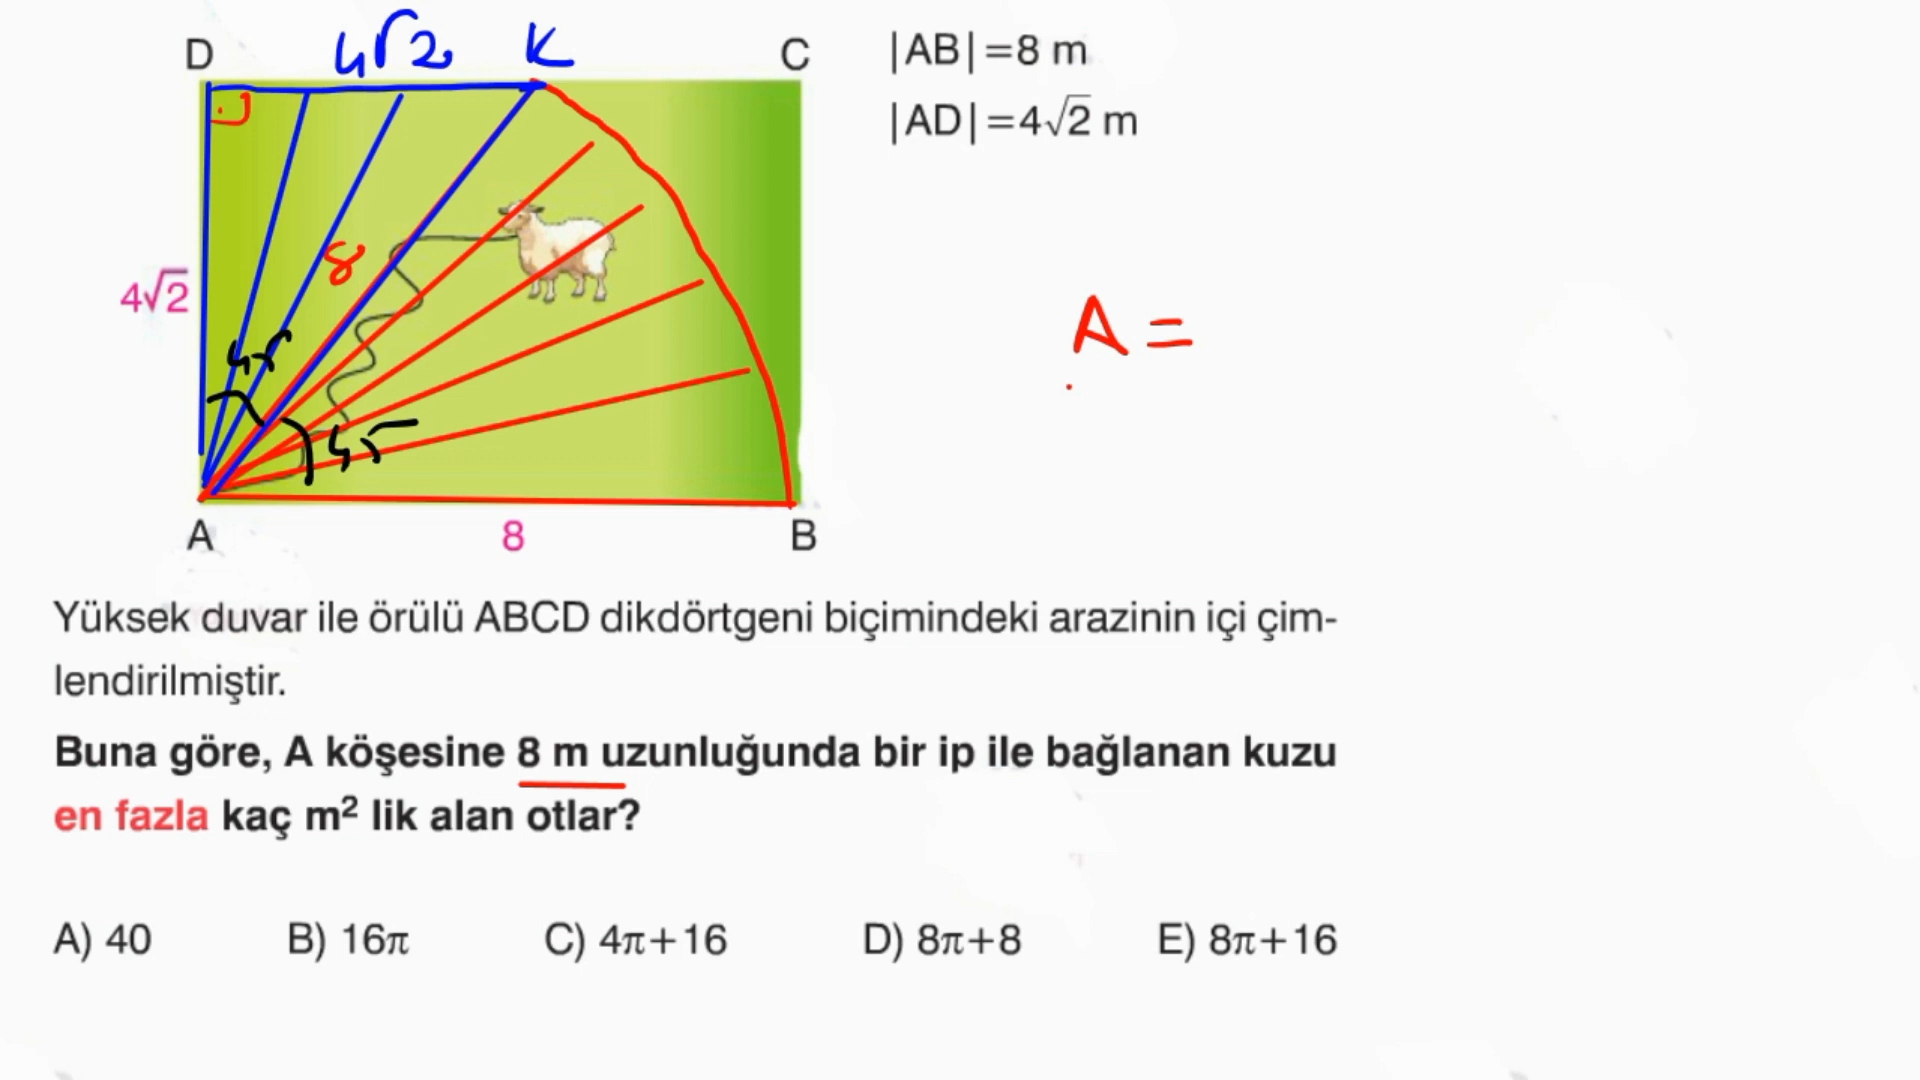 D 4√2 K C
|AB|=8 m
|AD|=4√2 m
8
4√2
A =
45
45
A 8 B
Yüksek duvar ile örülü ABCD dikdörtgeni biçimindeki arazinin içi çim-
lendirilmiştir.
Buna göre, A köşesine 8 m uzunluğunda bir ip ile bağlanan kuzu
en fazla kaç m² lik alan otlar?
A) 40 B) 16π C) 4π+16 D) 8π+8 E) 8π+16